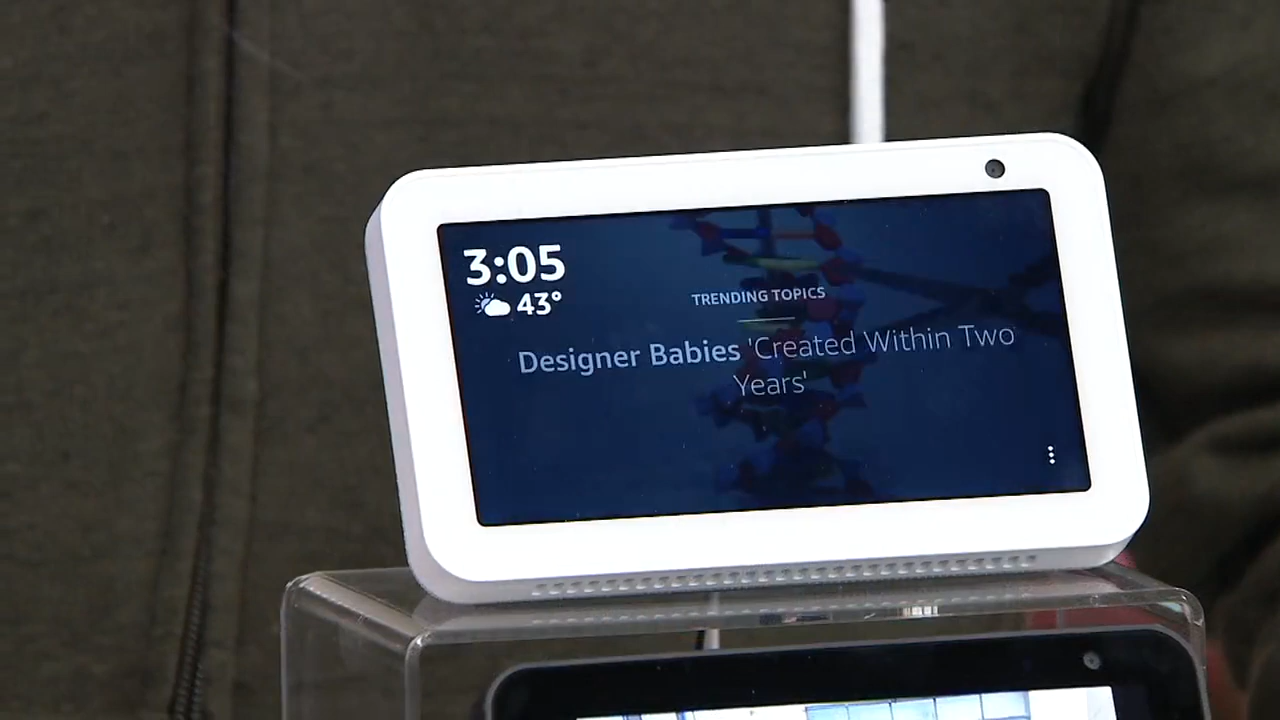 3:05
43°
TRENDING TOPICS
Designer Babies 'Created Within Two
Years'